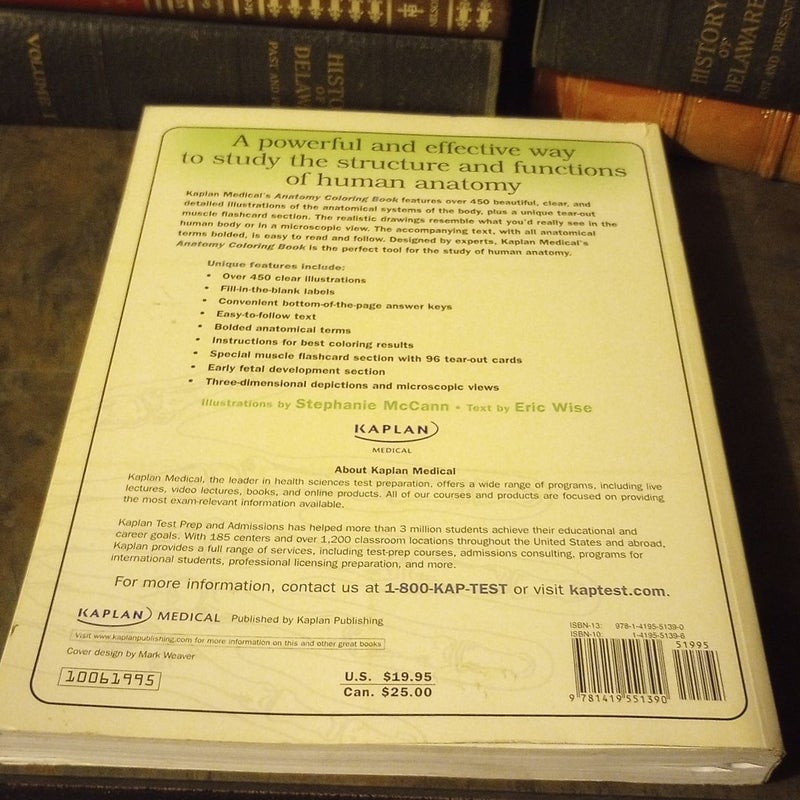 VOLUME I
HISTORY
OF
DELAWARE
PAST AND
HISTORY
OF
DELAWARE
PAST AND PRESENT
A powerful and effective way
to study the structure and functions
of human anatomy
Kaplan Medical's Anatomy Coloring Book features over 450 beautiful, clear, and
detailed illustrations of the anatomical systems of the body, plus a unique tear-out
muscle flashcard section. The realistic drawings resemble what you'd really see in the
human body or in a microscopic view. The accompanying text, with all anatomical
terms bolded, is easy to read and follow. Designed by experts, Kaplan Medical's
Anatomy Coloring Book is the perfect tool for the study of human anatomy.
Unique features include:
• Over 450 clear illustrations
• Fill-in-the-blank labels
• Convenient bottom-of-the-page answer keys
• Easy-to-follow text
• Bolded anatomical terms
• Instructions for best coloring results
• Special muscle flashcard section with 96 tear-out cards
• Early fetal development section
• Three-dimensional depictions and microscopic views
Illustrations by Stephanie McCann • Text by Eric Wise
KAPLAN
MEDICAL
About Kaplan Medical
Kaplan Medical, the leader in health sciences test preparation, offers a wide range of programs, including live
lectures, video lectures, books, and online products. All of our courses and products are focused on providing
the most exam-relevant information available.
Kaplan Test Prep and Admissions has helped more than 3 million students achieve their educational and
career goals. With 185 centers and over 1,200 classroom locations throughout the United States and abroad,
Kaplan provides a full range of services, including test-prep courses, admissions consulting, programs for
international students, professional licensing preparation, and more.
For more information, contact us at 1-800-KAP-TEST or visit kaptest.com.
KAPLAN MEDICAL Published by Kaplan Publishing
Visit www.kaplanpublishing.com for more information on this and other great books
Cover design by Mark Weaver
10061995
U.S. $19.95
Can. $25.00
ISBN-13: 978-1-4195-5139-0
ISBN-10: 1-4195-5139-6
51995
9 781419 551390